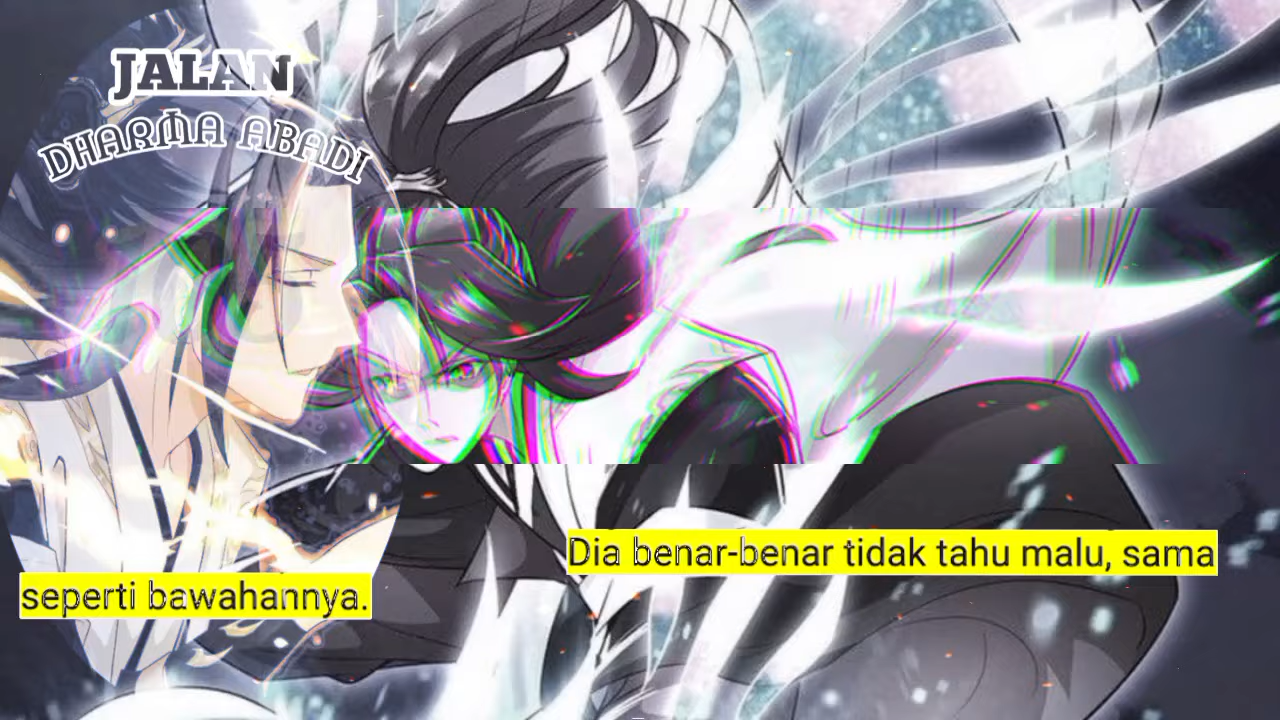 JALAN
DHARMA ABADI
Dia benar-benar tidak tahu malu, sama
seperti bawahannya.